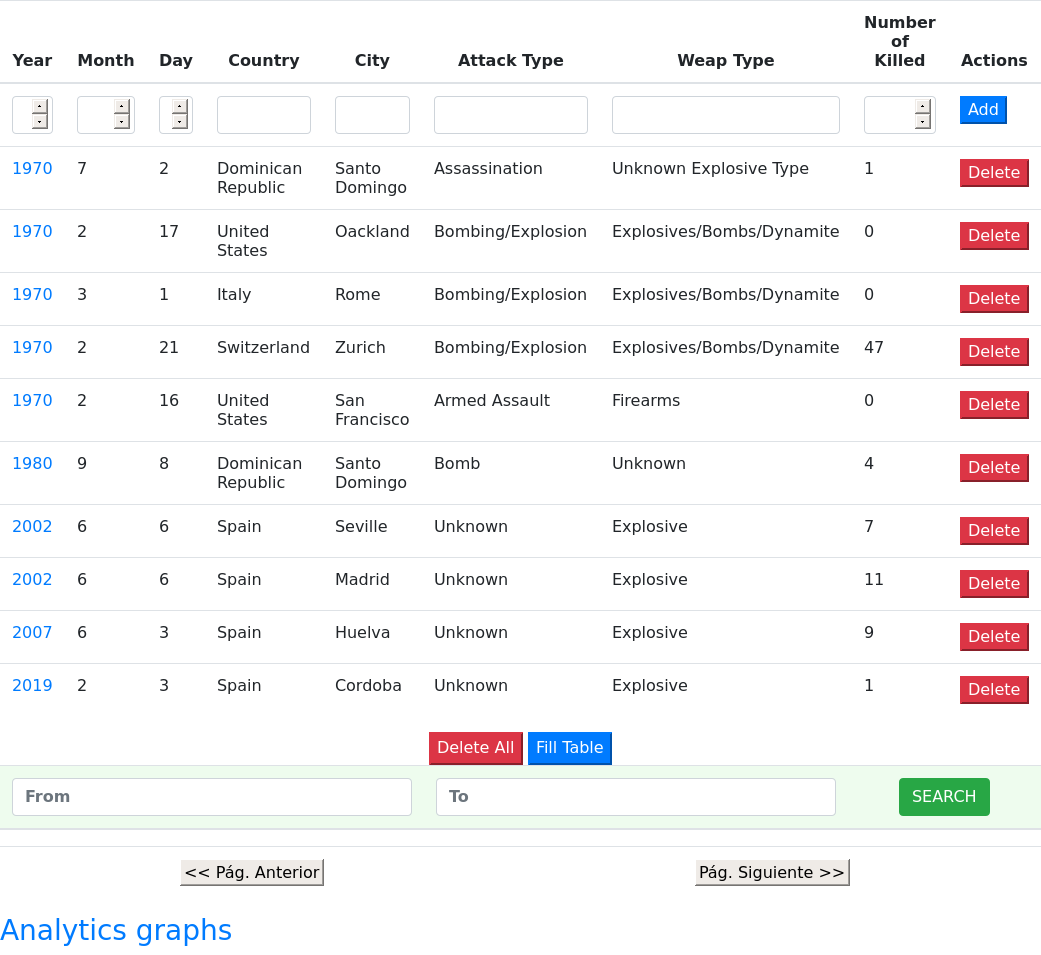 Year Month Day Country City Attack Type Weap Type Number of Killed Actions
Add
1970 7 2 Dominican Republic Santo Domingo Assassination Unknown Explosive Type 1 Delete
1970 2 17 United States Oackland Bombing/Explosion Explosives/Bombs/Dynamite 0 Delete
1970 3 1 Italy Rome Bombing/Explosion Explosives/Bombs/Dynamite 0 Delete
1970 2 21 Switzerland Zurich Bombing/Explosion Explosives/Bombs/Dynamite 47 Delete
1970 2 16 United States San Francisco Armed Assault Firearms 0 Delete
1980 9 8 Dominican Republic Santo Domingo Bomb Unknown 4 Delete
2002 6 6 Spain Seville Unknown Explosive 7 Delete
2002 6 6 Spain Madrid Unknown Explosive 11 Delete
2007 6 3 Spain Huelva Unknown Explosive 9 Delete
2019 2 3 Spain Cordoba Unknown Explosive 1 Delete
Delete All Fill Table
From To SEARCH
<< Pág. Anterior Pág. Siguiente >>
Analytics graphs